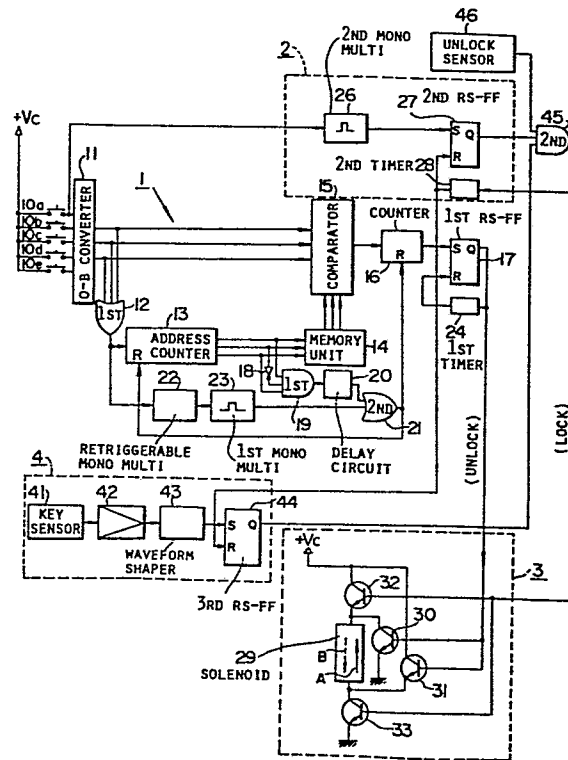 46
2ND MONO
MULTI
UNLOCK
SENSOR
2
+Vc
26
27
2ND RS-FF
S Q
R
45
2ND
11
2ND TIMER
28
1
15
10a
10b
10c
10d
10e
O-B CONVERTER
COMPARATOR
COUNTER
R
16
1ST RS-FF
S Q
R
17
12
1ST
13
R ADDRESS
COUNTER
MEMORY
UNIT
14
24
1ST
TIMER
18
1ST
19
20
22
23
2ND
21
RETRIGGERABLE
MONO MULTI
1ST MONO
MULTI
DELAY
CIRCUIT
(UNLOCK)
(LOCK)
4
41
42
43
44
KEY
SENSOR
S Q
R
WAVEFORM
SHAPER
3RD RS-FF
+Vc
3
32
30
29
SOLENOID
B
A
31
33